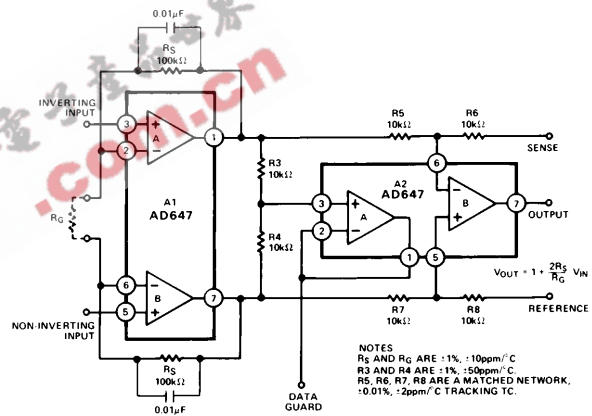 0.01μF
RS
100kΩ
INVERTING
INPUT
3
+
A
1
2
−
A1
AD647
RG
6
−
B
7
5
+
NON-INVERTING
INPUT
RS
100kΩ
0.01μF
R3
10kΩ
R4
10kΩ
R5
10kΩ
R6
10kΩ
SENSE
A2
AD647
3
+
A
2
−
1
6
−
B
7
OUTPUT
+
5
VOUT = 1 + 2RS/RG VIN
R7
10kΩ
R8
10kΩ
REFERENCE
DATA
GUARD
NOTES
RS AND RG ARE ±1%, ±10ppm/°C
R3 AND R4 ARE ±1%, ±50ppm/°C.
R5, R6, R7, R8 ARE A MATCHED NETWORK,
±0.01%, ±2ppm/°C TRACKING TC.
.com.cn